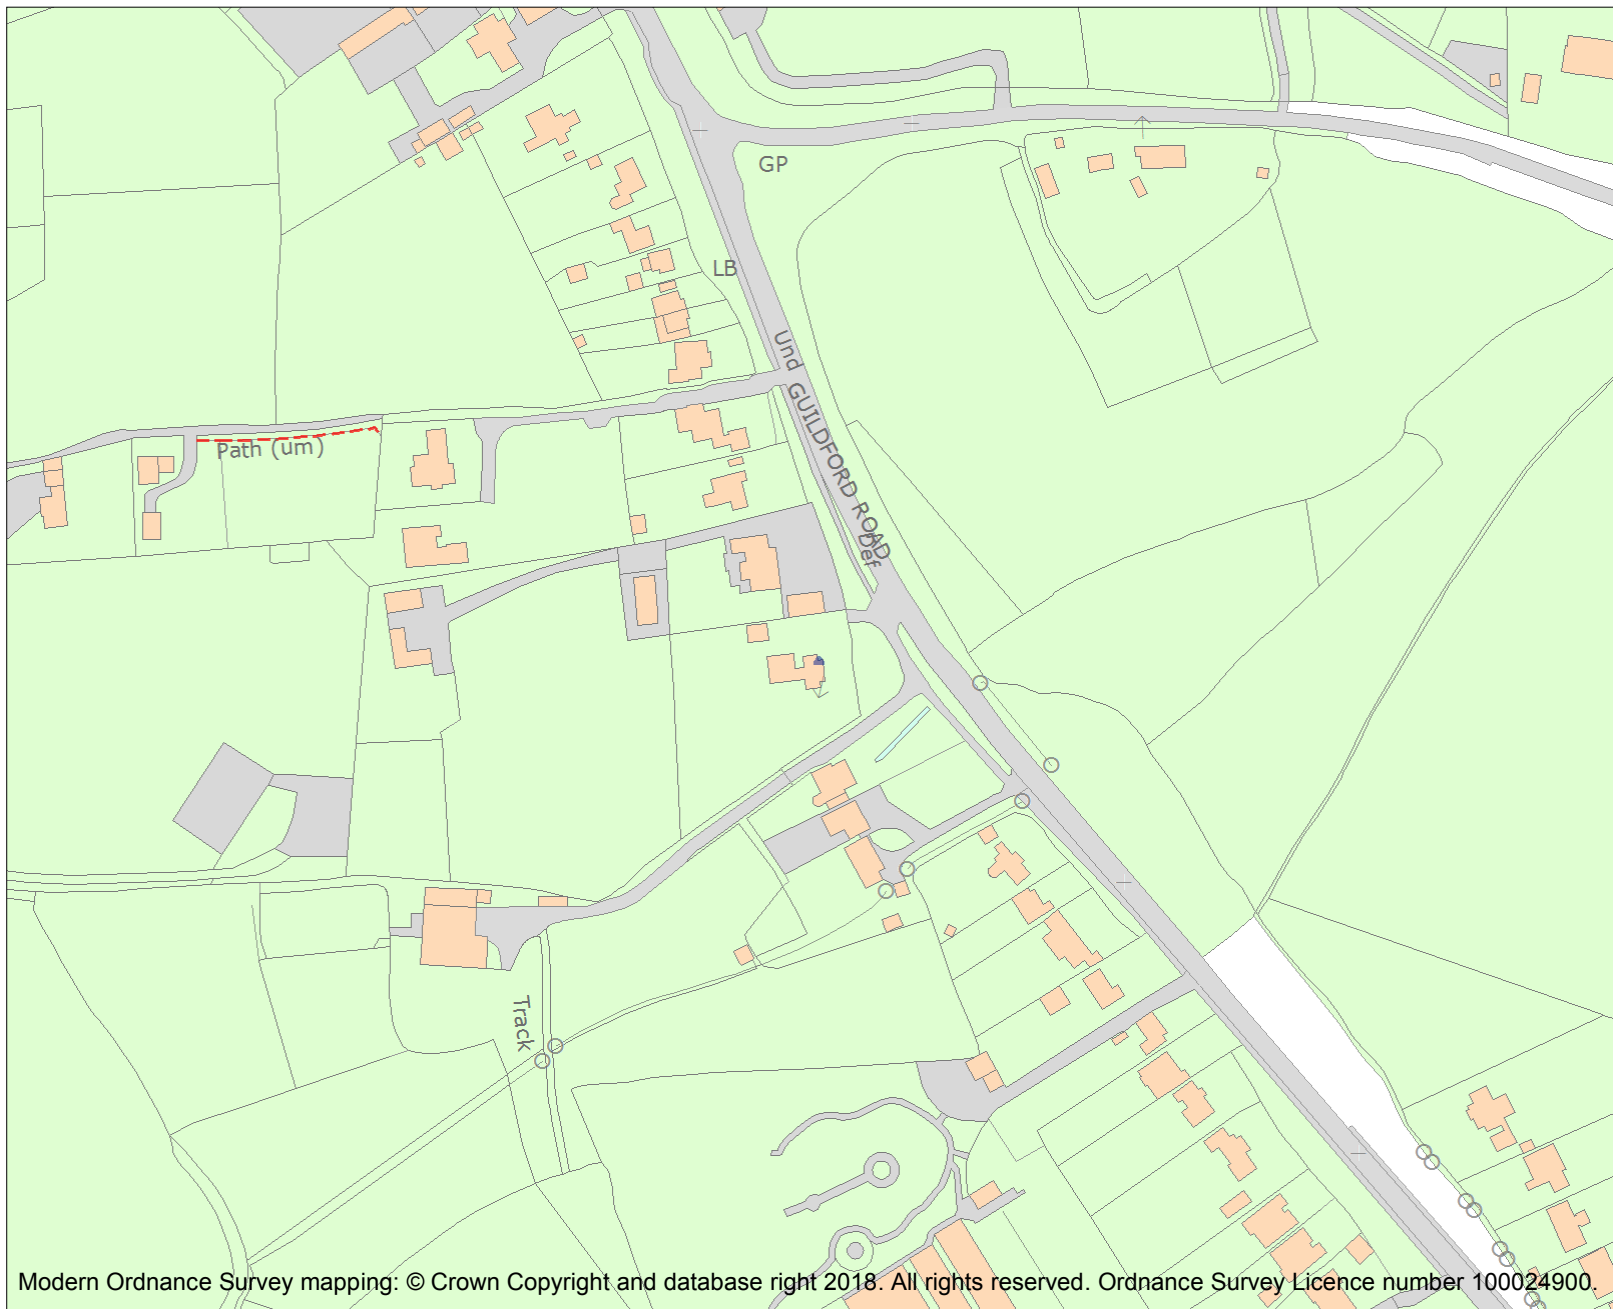 GP
LB
Und
GUILDFORD ROAD
Def
Path (um)
Track
Modern Ordnance Survey mapping: © Crown Copyright and database right 2018. All rights reserved. Ordnance Survey Licence number 100024900.